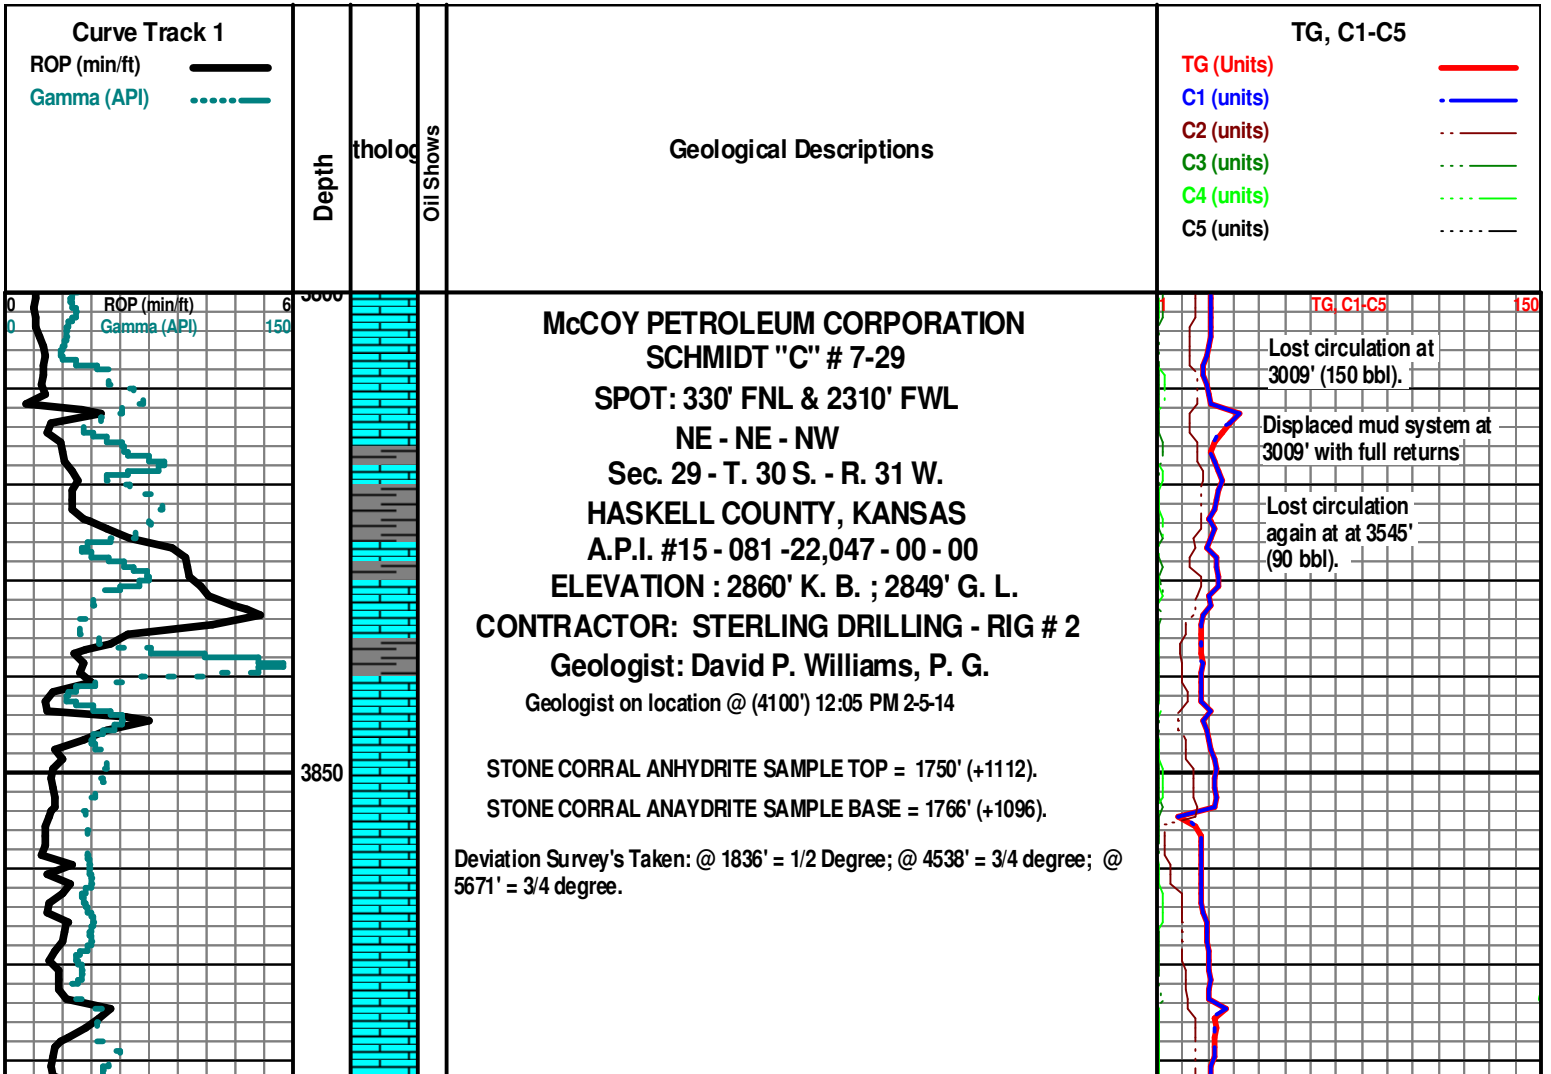 Curve Track 1
ROP (min/ft)
Gamma (API)
Depth
tholog
Oil Shows
Geological Descriptions
TG, C1-C5
TG (Units)
C1 (units)
C2 (units)
C3 (units)
C4 (units)
C5 (units)
0 ROP (min/ft) 6
0 Gamma (API) 150
3800
1 TG, C1-C5 150
McCOY PETROLEUM CORPORATION
SCHMIDT "C" # 7-29
SPOT: 330' FNL & 2310' FWL
NE - NE - NW
Sec. 29 - T. 30 S. - R. 31 W.
HASKELL COUNTY, KANSAS
A.P.I. #15 - 081 -22,047 - 00 - 00
ELEVATION : 2860' K. B. ; 2849' G. L.
CONTRACTOR: STERLING DRILLING - RIG # 2
Geologist: David P. Williams, P. G.
Geologist on location @ (4100') 12:05 PM 2-5-14
3850
STONE CORRAL ANHYDRITE SAMPLE TOP = 1750' (+1112).
STONE CORRAL ANAYDRITE SAMPLE BASE = 1766' (+1096).
Deviation Survey's Taken: @ 1836' = 1/2 Degree; @ 4538' = 3/4 degree; @
5671' = 3/4 degree.
Lost circulation at
3009' (150 bbl).
Displaced mud system at
3009' with full returns
Lost circulation
again at at 3545'
(90 bbl).